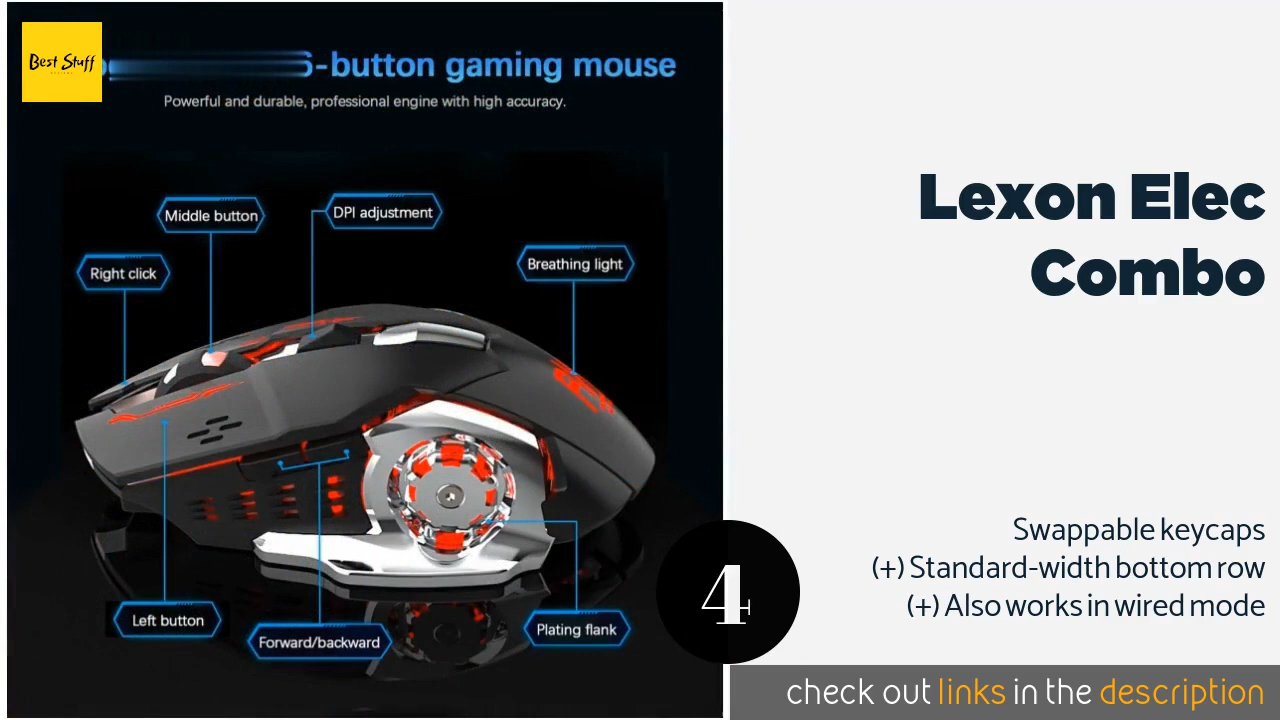 Best Stuff
6-button gaming mouse
Powerful and durable, professional engine with high accuracy.
Middle button
DPI adjustment
Right click
Breathing light
Left button
Forward/backward
Plating flank
Lexon Elec
Combo
Swappable keycaps
(+) Standard-width bottom row
(+) Also works in wired mode
4
check out links in the description